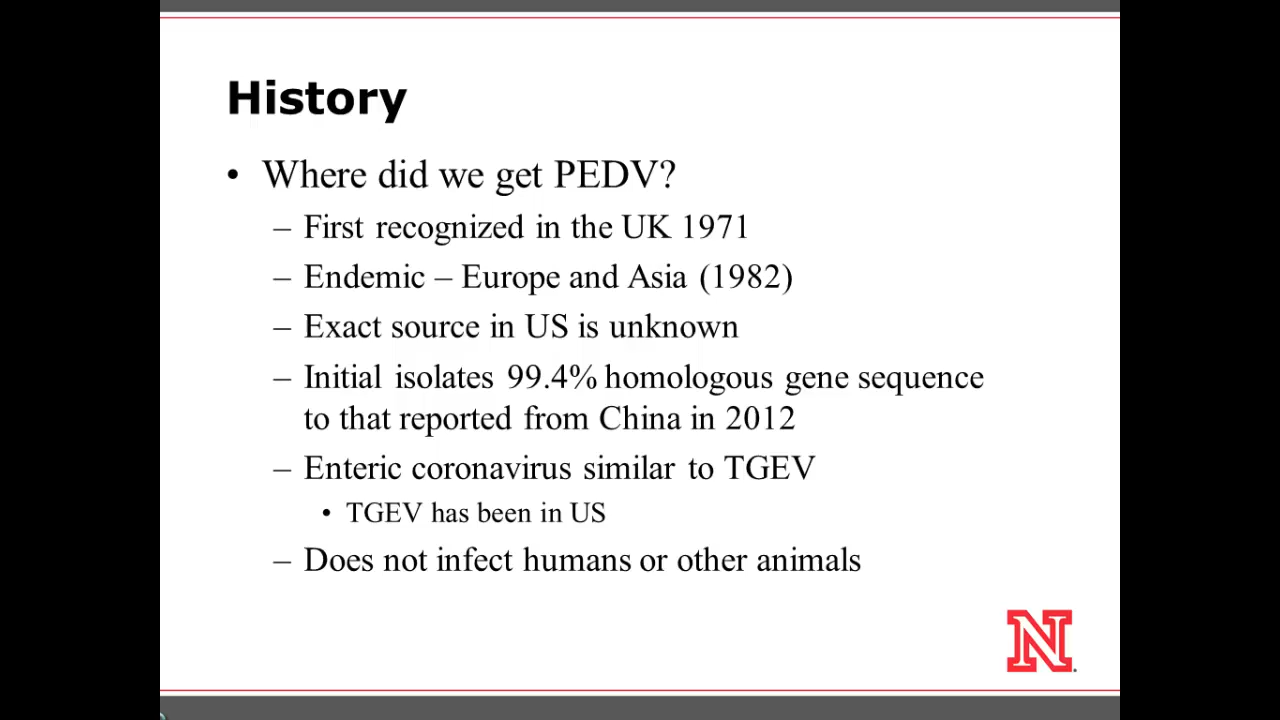 History
• Where did we get PEDV?
– First recognized in the UK 1971
– Endemic – Europe and Asia (1982)
– Exact source in US is unknown
– Initial isolates 99.4% homologous gene sequence
to that reported from China in 2012
– Enteric coronavirus similar to TGEV
• TGEV has been in US
– Does not infect humans or other animals
N